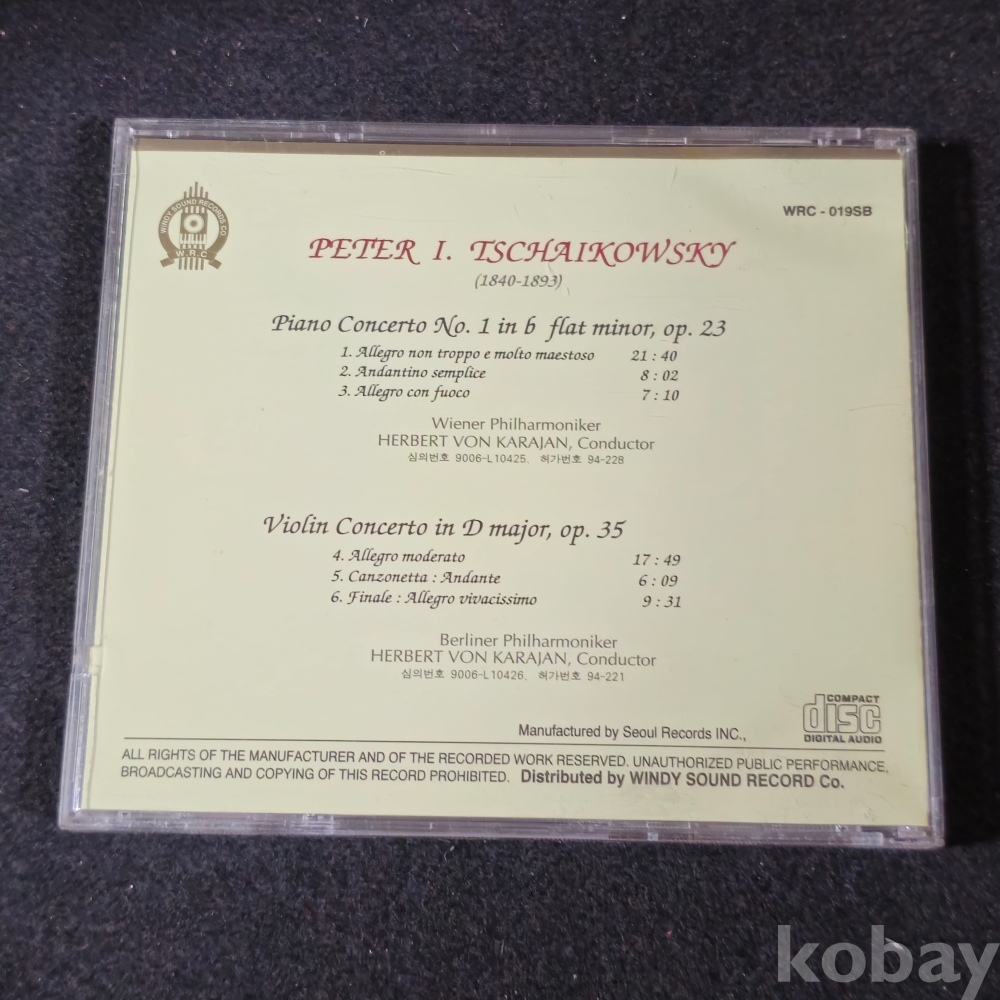 WINDY SOUND RECORDS CO
W.R.C
WRC - 019SB
PETER I. TSCHAIKOWSKY
(1840-1893)
Piano Concerto No. 1 in b flat minor, op. 23
1. Allegro non troppo e molto maestoso 21 : 40
2. Andantino semplice 8 : 02
3. Allegro con fuoco 7 : 10
Wiener Philharmoniker
HERBERT VON KARAJAN, Conductor
심의번호 9006-L10425, 허가번호 94-228
Violin Concerto in D major, op. 35
4. Allegro moderato 17 : 49
5. Canzonetta : Andante 6 : 09
6. Finale : Allegro vivacissimo 9 : 31
Berliner Philharmoniker
HERBERT VON KARAJAN, Conductor
심의번호 9006-L10426, 허가번호 94-221
COMPACT
disc
DIGITAL AUDIO
Manufactured by Seoul Records INC.,
ALL RIGHTS OF THE MANUFACTURER AND OF THE RECORDED WORK RESERVED. UNAUTHORIZED PUBLIC PERFORMANCE,
BROADCASTING AND COPYING OF THIS RECORD PROHIBITED. Distributed by WINDY SOUND RECORD Co.
kobay